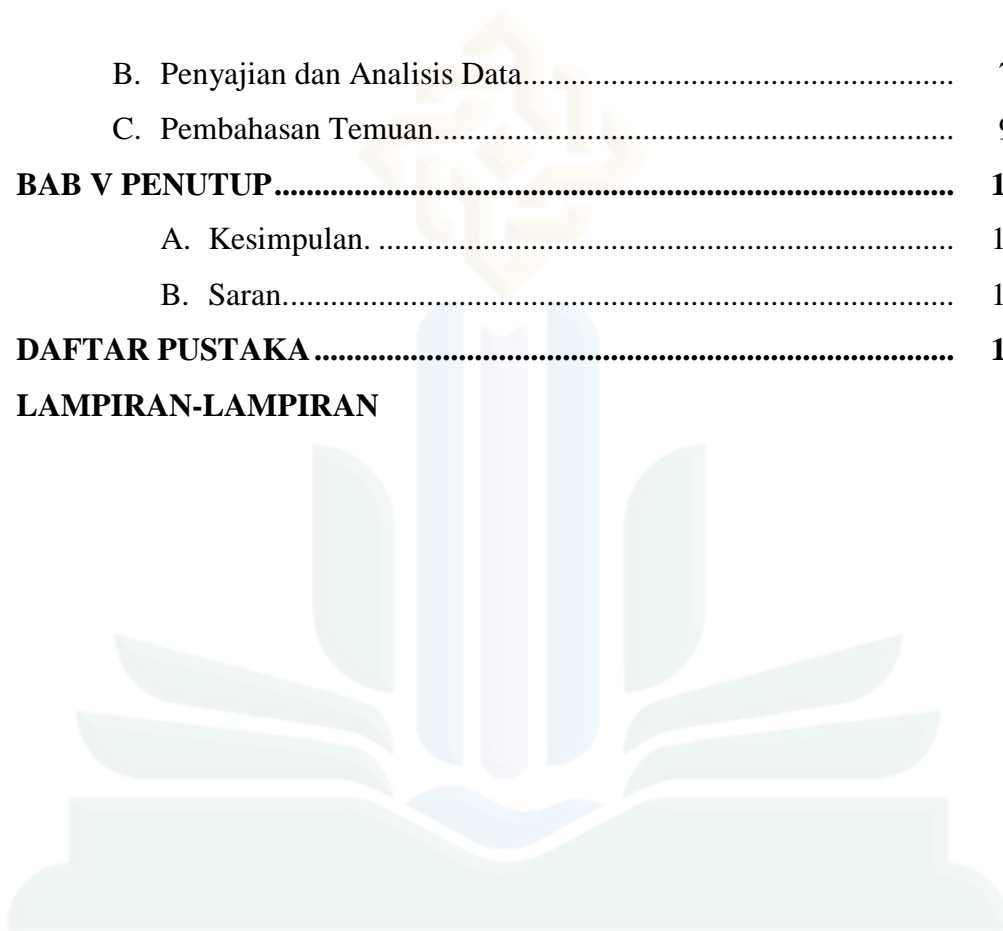 B. Penyajian dan Analisis Data......................................................
C. Pembahasan Temuan..................................................................
BAB V PENUTUP.....................................................................................
A. Kesimpulan. ........................................................................
B. Saran....................................................................................
DAFTAR PUSTAKA................................................................................
LAMPIRAN-LAMPIRAN